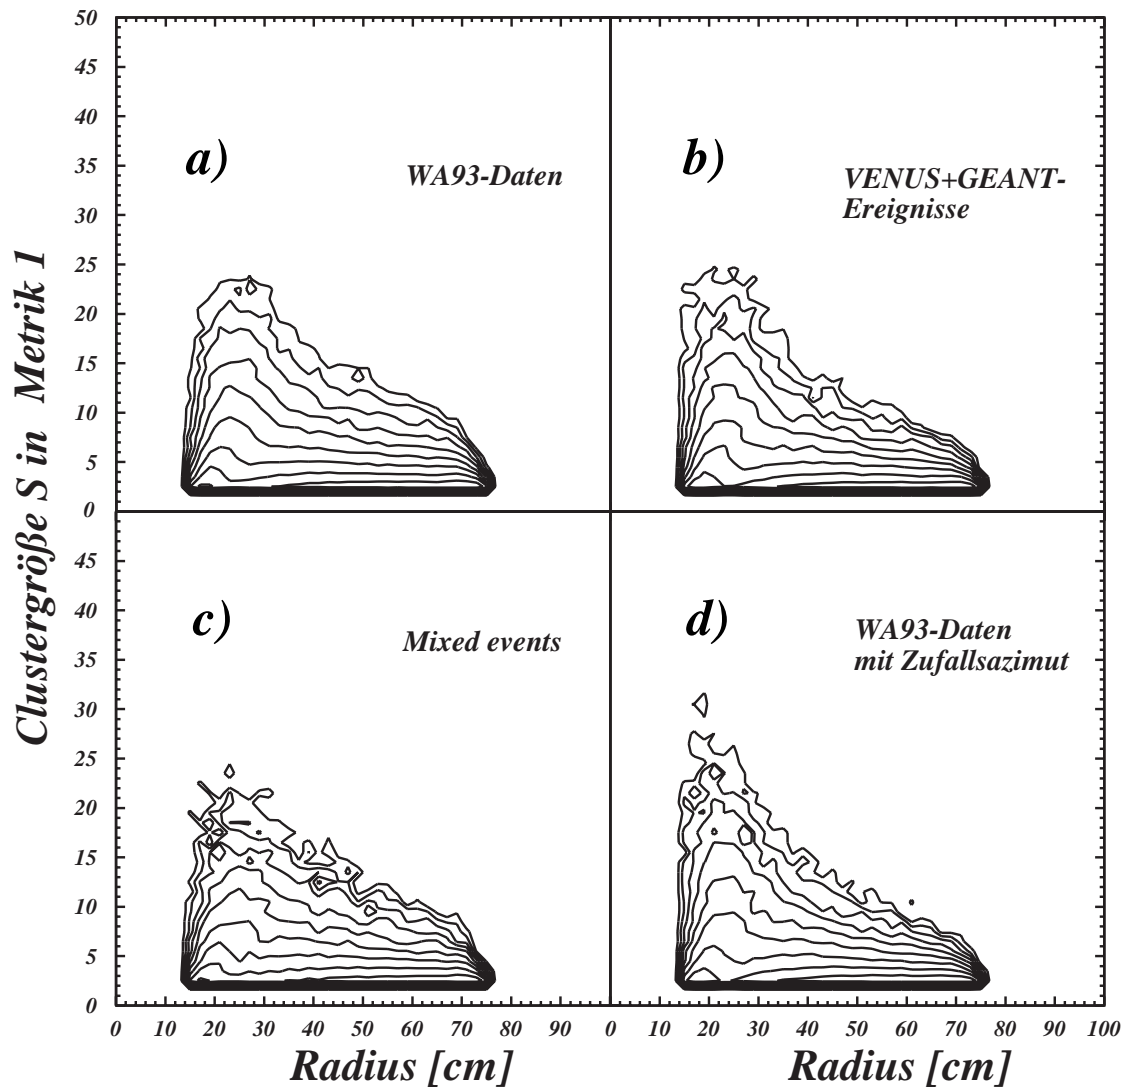 50
45
40
35
30
25
20
15
10
5
0
a)
WA93-Daten
b)
VENUS+GEANT-
Ereignisse
Clustergröße S in Metrik 1
45
40
35
30
25
20
15
10
5
0
c)
Mixed events
d)
WA93-Daten
mit Zufallsazimut
0 10 20 30 40 50 60 70 80 90 0 10 20 30 40 50 60 70 80 90 100
Radius [cm]
Radius [cm]